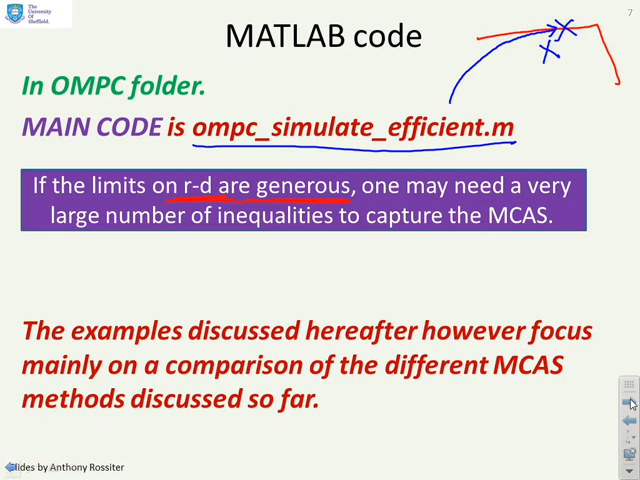 The
University
Of
Sheffield.
7
MATLAB code
In OMPC folder.
MAIN CODE is ompc_simulate_efficient.m
If the limits on r-d are generous, one may need a very
large number of inequalities to capture the MCAS.
The examples discussed hereafter however focus
mainly on a comparison of the different MCAS
methods discussed so far.
lides by Anthony Rossiter